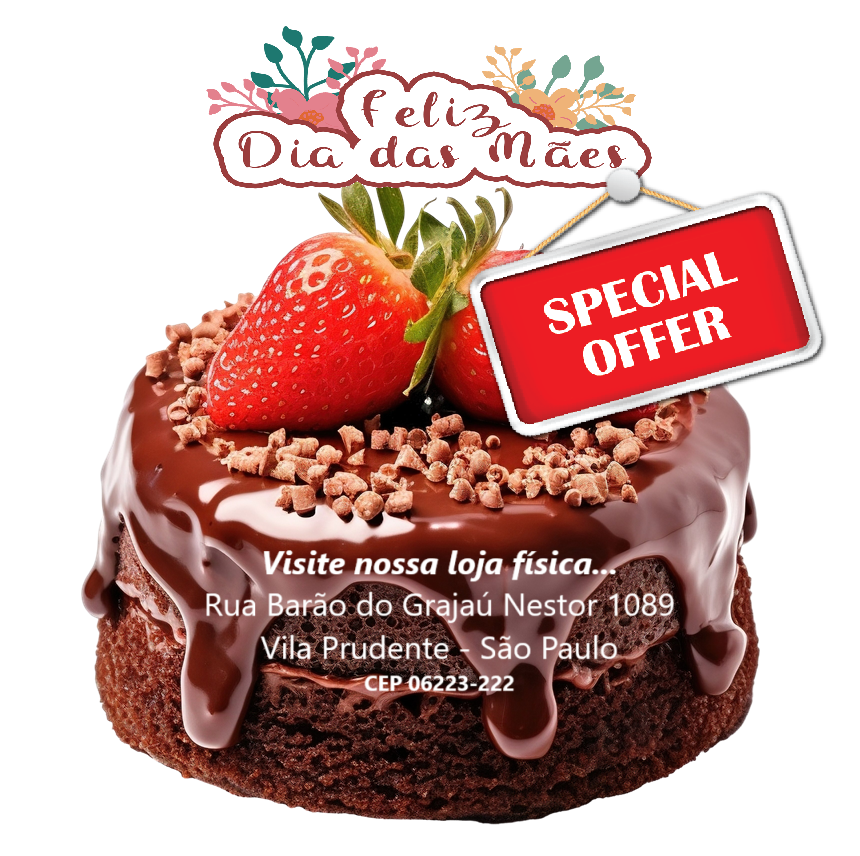 Feliz
Dia das Mães
SPECIAL
OFFER
Visite nossa loja física...
Rua Barão do Grajaú Nestor 1089
Vila Prudente - São Paulo
CEP 06223-222